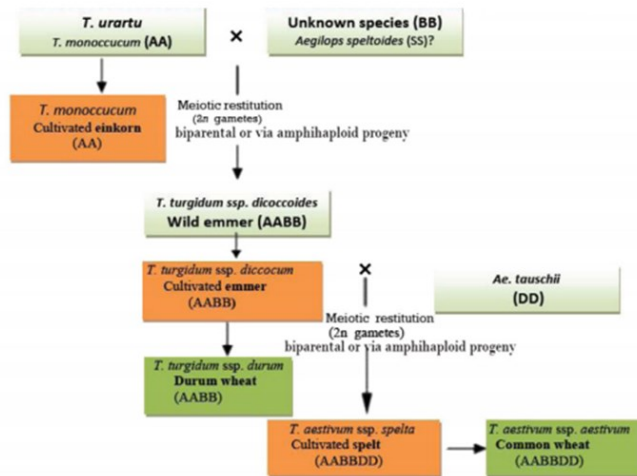 T. urartu
T. monoccucum (AA)
×
Unknown species (BB)
Aegilops speltoides (SS)?
T. monoccucum
Cultivated einkorn
(AA)
Meiotic restitution
(2n gametes)
biparental or via amphihaploid progeny
T. turgidum ssp. dicoccoides
Wild emmer (AABB)
T. turgidum ssp. diccocum
Cultivated emmer
(AABB)
×
Ae. tauschii
(DD)
Meiotic restitution
(2n gametes)
biparental or via amphihaploid progeny
T. turgidum ssp. durum
Durum wheat
(AABB)
T. aestivum ssp. spelta
Cultivated spelt
(AABBDD)
T. aestivum ssp. aestivum
Common wheat
(AABBDD)